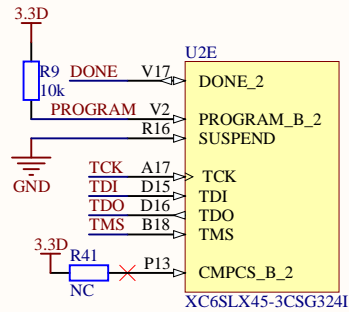 3.3D
U2E
R9
10k
DONE V17 DONE_2
PROGRAM V2 PROGRAM_B_2
R16 SUSPEND
GND
TCK A17 TCK
TDI D15 TDI
TDO D16 TDO
TMS B18 TMS
3.3D
R41
NC
P13 CMPCS_B_2
XC6SLX45-3CSG324I